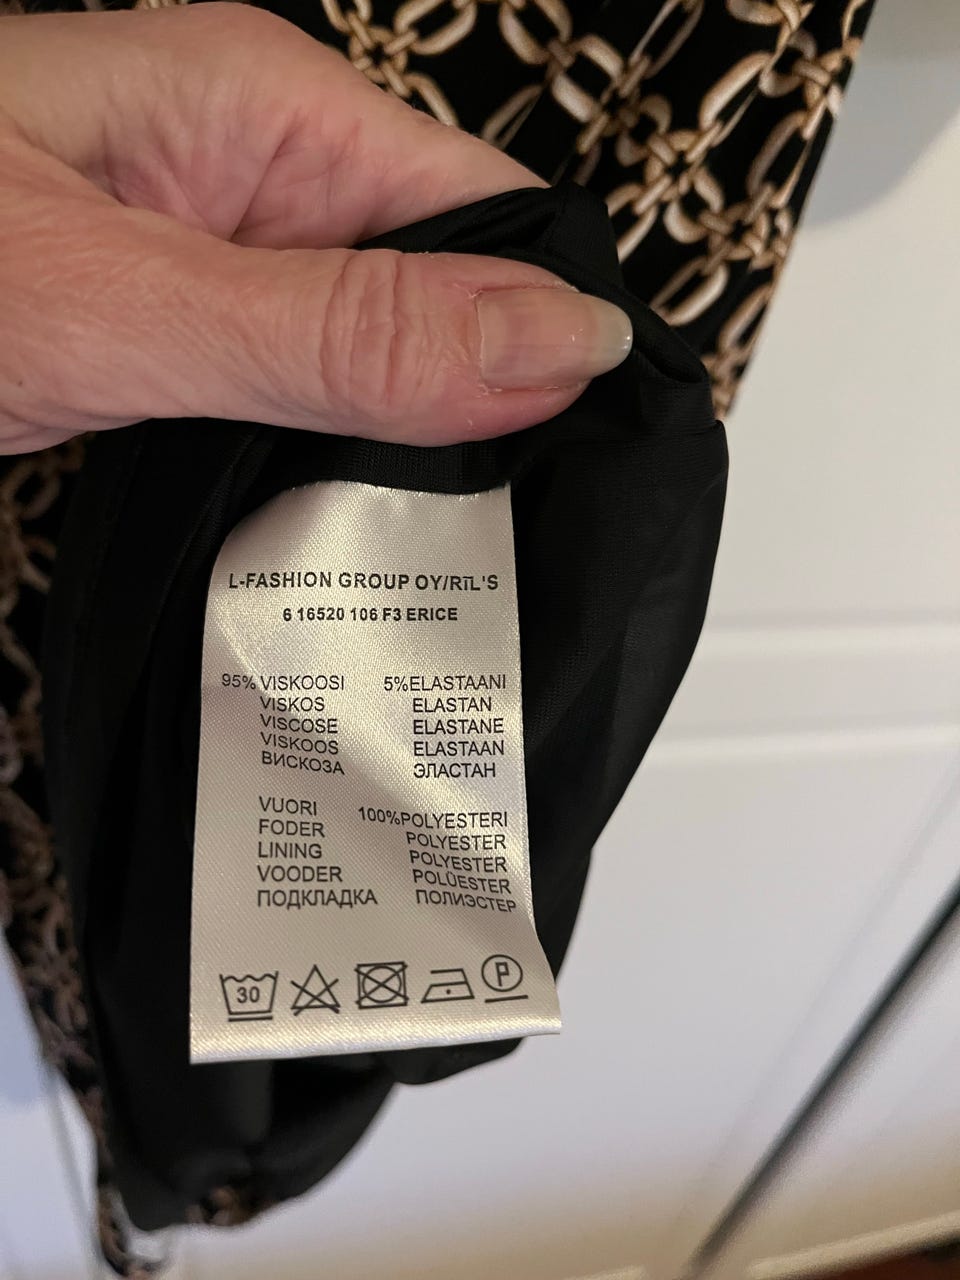 L-FASHION GROUP OY/RĪL'S
6 16520 106 F3 ERICE
95% VISKOOSI 5%ELASTAANI
VISKOS ELASTAN
VISCOSE ELASTANE
VISKOOS ELASTAAN
ВИСКОЗА ЭЛАСТАН
VUORI 100%POLYESTERI
FODER POLYESTER
LINING POLYESTER
VOODER POLÜESTER
ПОДКЛАДКА ПОЛИЭСТЕР
30 P